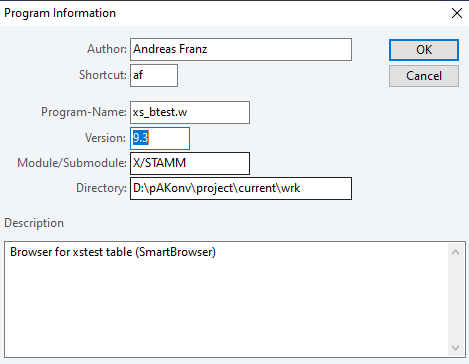 Program Information
Author: Andreas Franz
OK
Shortcut: af
Cancel
Program-Name: xs_btest.w
Version: 9.3
Module/Submodule: X/STAMM
Directory: D:\pAKonv\project\current\wrk
Description
Browser for xstest table (SmartBrowser)